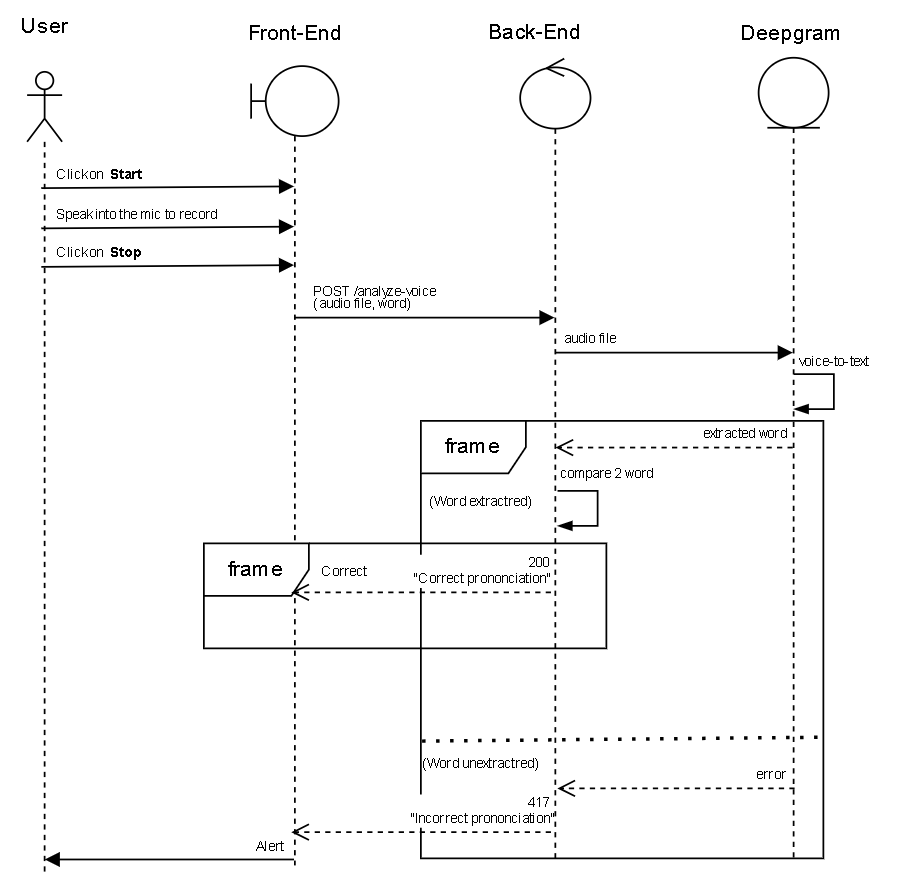 User
Front-End
Back-End
Deepgram
Click on Start
Speak into the mic to record
Click on Stop
POST /analyze-voice
(audio file, word)
audio file
voice-to-text
extracted word
frame
compare 2 word
(Word extractred)
frame
Correct
200
"Correct prononciation"
(Word unextractred)
error
417
"Incorrect prononciation"
Alert